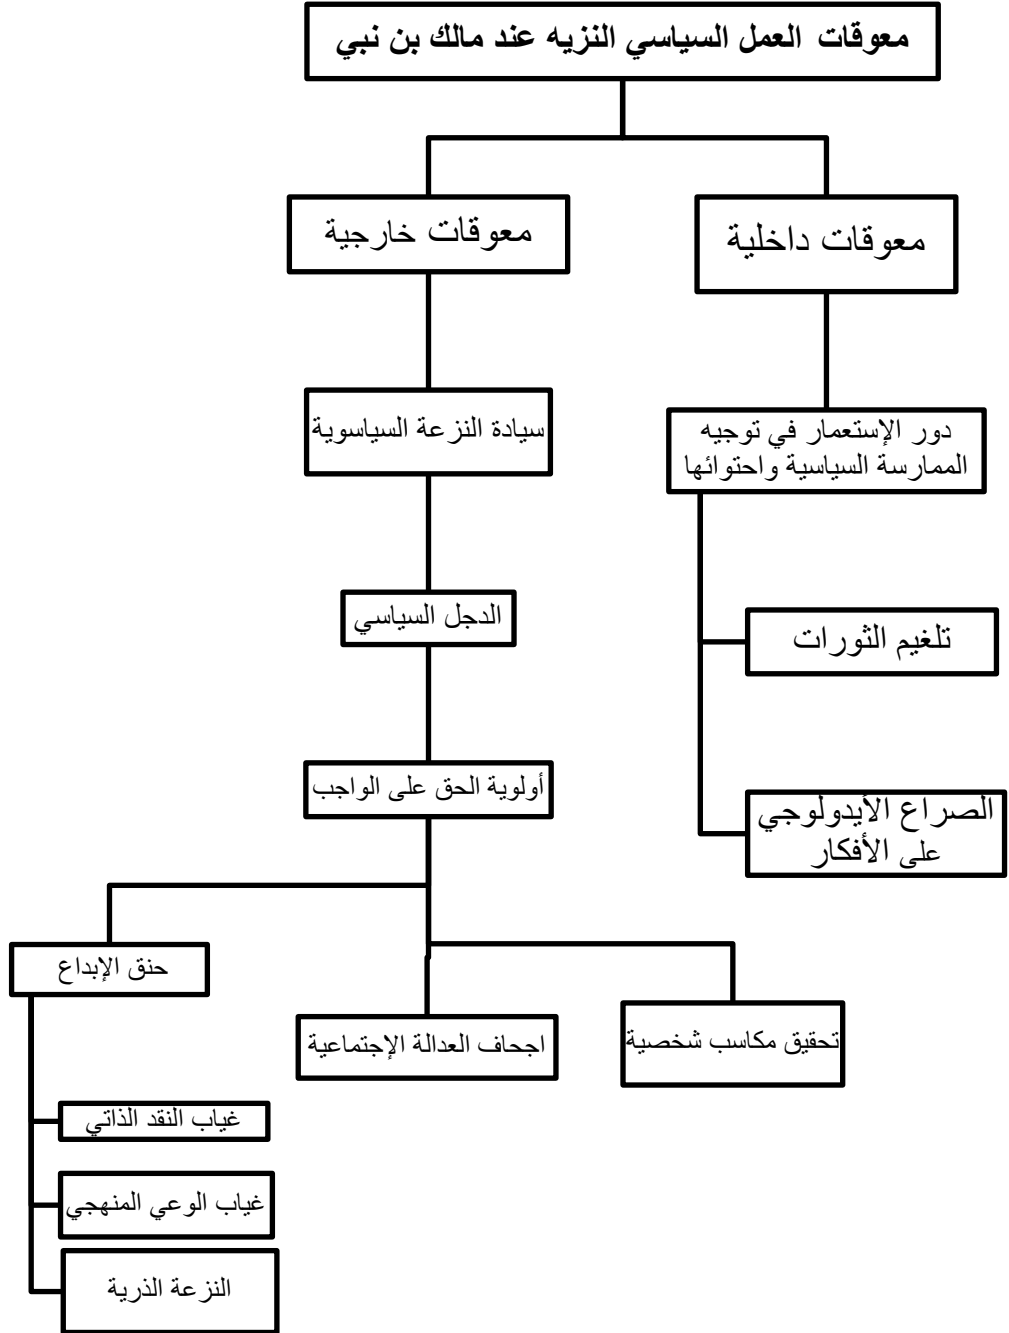 معوقات العمل السياسي النزيه عند مالك بن نبي
معوقات داخلية
معوقات خارجية
دور الإستعمار في توجيه
الممارسة السياسية واحتوائها
سيادة النزعة السياسوية
تلغيم الثورات
الدجل السياسي
الصراع الأيدولوجي
على الأفكار
أولوية الحق على الواجب
تحقيق مكاسب شخصية
اجحاف العدالة الإجتماعية
حنق الإبداع
غياب النقد الذاتي
غياب الوعي المنهجي
النزعة الذرية